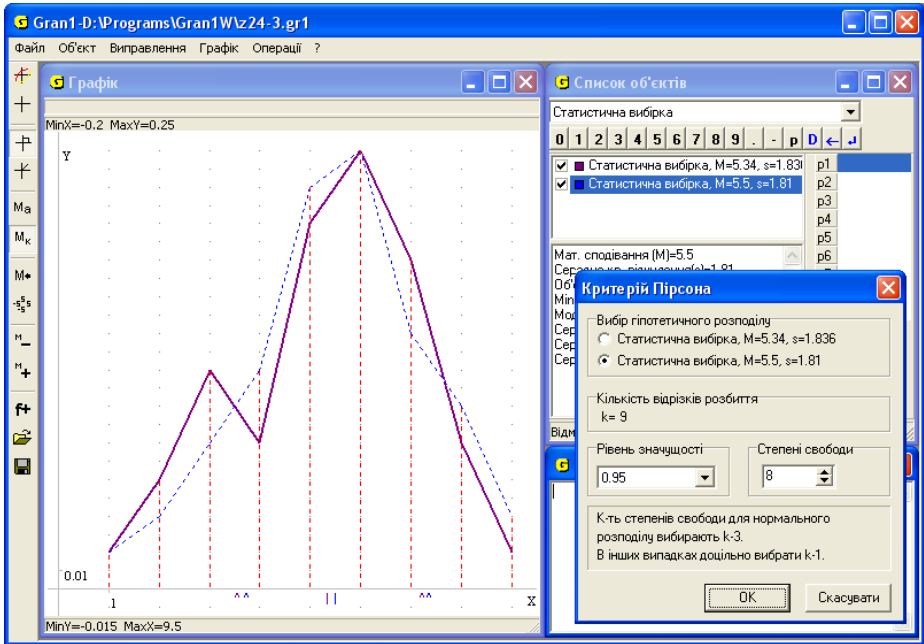 Gran1-D:\Programs\Gran1W\z24-3.gr1
Файл Об'єкт Виправлення Графік Операції ?
Графік
MinX=-0.2 MaxY=0.25
Y
0.01
.1
X
MinY=-0.015 MaxX=9.5
Ma
Мк
M
f+
Список об'єктів
Статистична вибірка
0 1 2 3 4 5 6 7 8 9 . - p D
Статистична вибірка, M=5.34, s=1.83
Статистична вибірка, M=5.5, s=1.81
p1
p2
p3
p4
p5
p6
Мат. сподівання (M)=5.5
Критерій Пірсона
Вибір гіпотетичного розподілу
Статистична вибірка, M=5.34, s=1.836
Статистична вибірка, M=5.5, s=1.81
Кількість відрізків розбиття
k= 9
Рівень значущості
0.95
Степені свободи
8
К-ть степенів свободи для нормального
розподілу вибирають k-3.
В інших випадках доцільно вибрати k-1.
OK
Скасувати